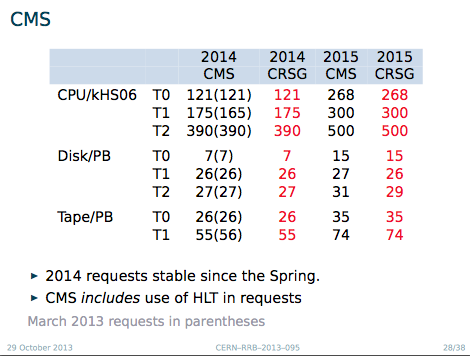 CMS
2014 2014 2015 2015
CMS CRSG CMS CRSG
CPU/kHS06 T0 121(121) 121 268 268
T1 175(165) 175 300 300
T2 390(390) 390 500 500
Disk/PB T0 7(7) 7 15 15
T1 26(26) 26 27 26
T2 27(27) 27 31 29
Tape/PB T0 26(26) 26 35 35
T1 55(56) 55 74 74
▶ 2014 requests stable since the Spring.
▶ CMS includes use of HLT in requests
March 2013 requests in parentheses
29 October 2013 CERN–RRB–2013–095 28/38